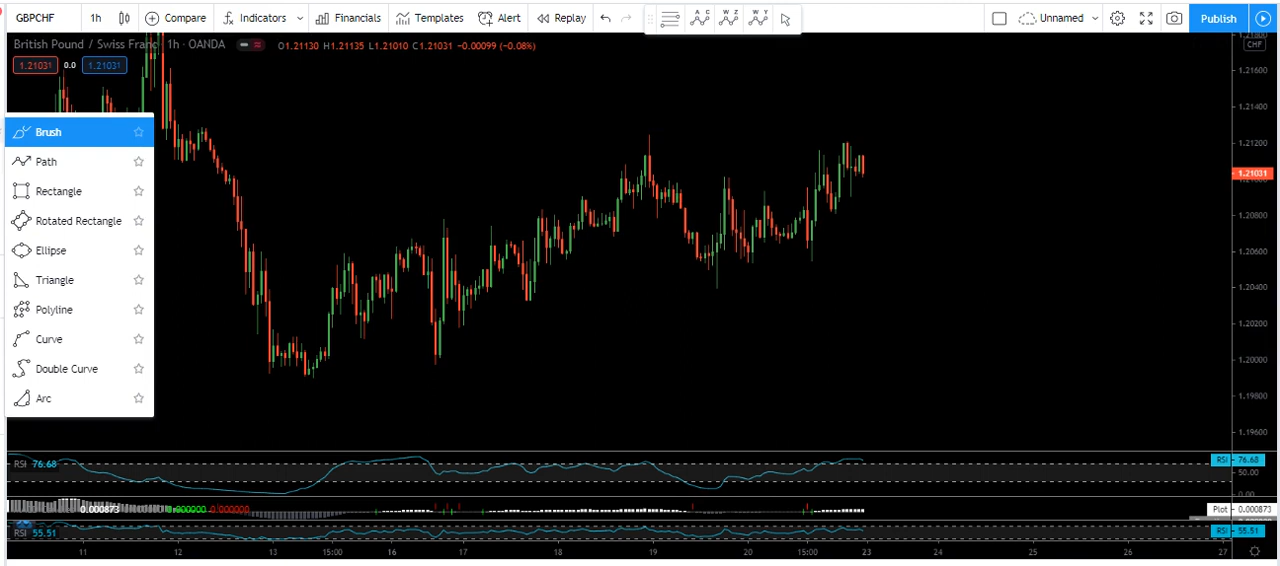 GBPCHF 1h Compare Indicators Financials Templates Alert Replay Unnamed Publish
British Pound / Swiss Franc 1h · OANDA O1.21130 H1.21135 L1.21010 C1.21031 −0.00099 (−0.08%)
CHF
1.21031 0.0 1.21031
1.21800
1.21600
1.21400
1.21200
1.21031
1.20800
1.20600
1.20400
1.20200
1.20000
1.19800
1.19600
Brush
Path
Rectangle
Rotated Rectangle
Ellipse
Triangle
Polyline
Curve
Double Curve
Arc
A C
W Z
W Y
RSI 76.68
RSI 76.68
50.00
0.00
0.000873 0.000000 0.000000
Plot 0.000873
RSI 55.51
RSI 55.51
11 12 13 15:00 16 17 18 19 20 15:00 23 24 25 26 27